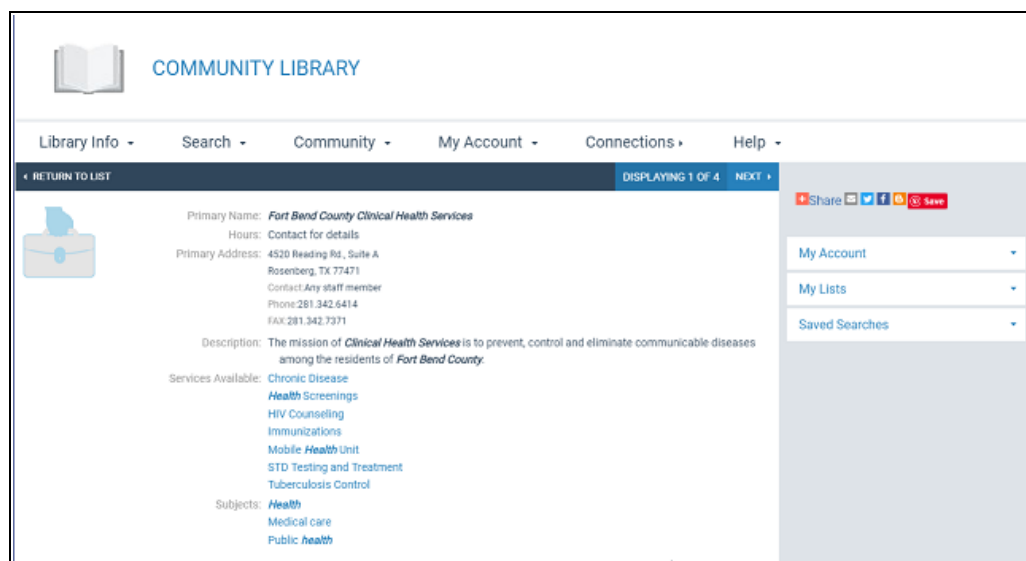 COMMUNITY LIBRARY
Library Info
Search
Community
My Account
Connections
Help
RETURN TO LIST
DISPLAYING 1 OF 4
NEXT
Primary Name: Fort Bend County Clinical Health Services
Hours: Contact for details
Primary Address: 4520 Reading Rd., Suite A
Rosenberg, TX 77471
Contact:Any staff member
Phone:281.342.6414
FAX:281.342.7371
Description: The mission of Clinical Health Services is to prevent, control and eliminate communicable diseases
among the residents of Fort Bend County.
Services Available: Chronic Disease
Health Screenings
HIV Counseling
Immunizations
Mobile Health Unit
STD Testing and Treatment
Tuberculosis Control
Subjects: Health
Medical care
Public health
Share
Save
My Account
My Lists
Saved Searches